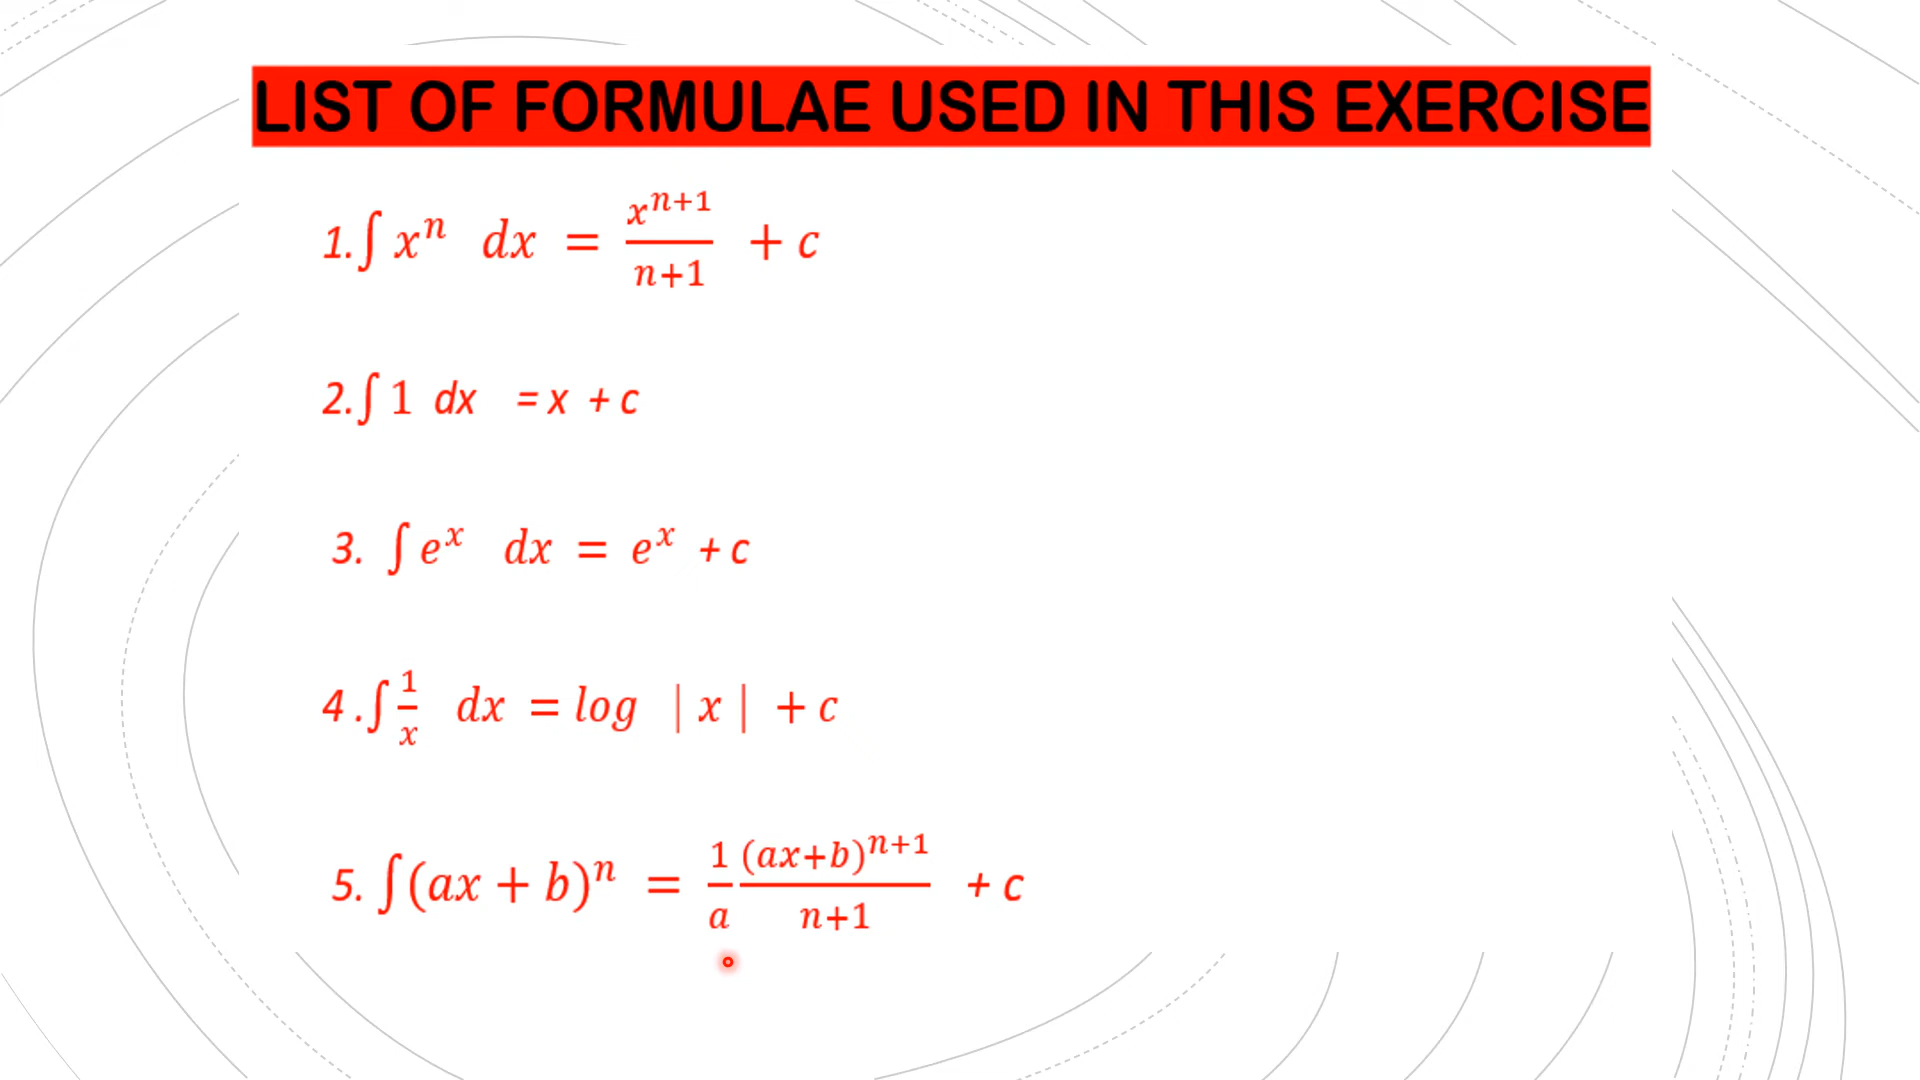 LIST OF FORMULAE USED IN THIS EXERCISE
1.∫ xⁿ dx = xⁿ⁺¹/n+1 + c
2.∫ 1 dx = x + c
3. ∫ eˣ dx = eˣ + c
4 .∫ 1/x dx = log | x | + c
5. ∫(ax + b)ⁿ = 1/a (ax+b)ⁿ⁺¹/n+1 + c